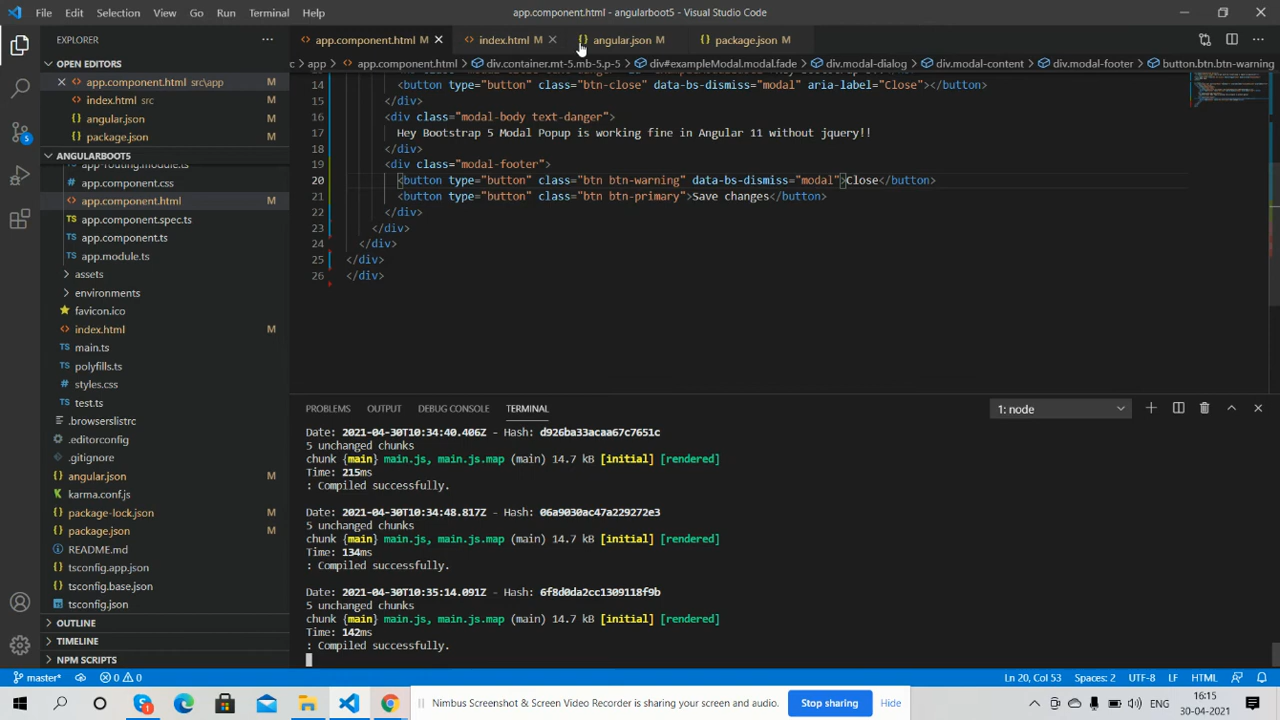 File Edit Selection View Go Run Terminal Help
app.component.html - angularboot5 - Visual Studio Code
EXPLORER
app.component.html M
index.html M
angular.json M
package.json M
OPEN EDITORS
app.component.html src\app
index.html src
angular.json
package.json
ANGULARBOOT5
app-routing.module.ts
app.component.css
app.component.html M
app.component.spec.ts
app.component.ts
app.module.ts
assets
environments
favicon.ico
index.html M
main.ts
polyfills.ts
styles.css
test.ts
.browserslistrc
.editorconfig
.gitignore
angular.json M
karma.conf.js
package-lock.json M
package.json M
README.md
tsconfig.app.json
tsconfig.base.json
tsconfig.json
OUTLINE
TIMELINE
NPM SCRIPTS
c > app > app.component.html > div.container.mt-5.mb-5.p-5 > div#exampleModal.modal.fade > div.modal-dialog > div.modal-content > div.modal-footer > button.btn.btn-warning
14 <button type="button" class="btn-close" data-bs-dismiss="modal" aria-label="Close"></button>
15 </div>
16 <div class="modal-body text-danger">
17 Hey Bootstrap 5 Modal Popup is working fine in Angular 11 without jquery!!
18 </div>
19 <div class="modal-footer">
20 <button type="button" class="btn btn-warning" data-bs-dismiss="modal">Close</button>
21 <button type="button" class="btn btn-primary">Save changes</button>
22 </div>
23 </div>
24 </div>
25 </div>
26 </div>
PROBLEMS OUTPUT DEBUG CONSOLE TERMINAL
1: node
Date: 2021-04-30T10:34:40.406Z - Hash: d926ba33acaa67c7651c
5 unchanged chunks
chunk {main} main.js, main.js.map (main) 14.7 kB [initial] [rendered]
Time: 215ms
: Compiled successfully.
Date: 2021-04-30T10:34:48.817Z - Hash: 06a9030ac47a229272e3
5 unchanged chunks
chunk {main} main.js, main.js.map (main) 14.7 kB [initial] [rendered]
Time: 134ms
: Compiled successfully.
Date: 2021-04-30T10:35:14.091Z - Hash: 6f8d0da2cc1309118f9b
5 unchanged chunks
chunk {main} main.js, main.js.map (main) 14.7 kB [initial] [rendered]
Time: 142ms
: Compiled successfully.
master* 0 0
Ln 20, Col 53 Spaces: 2 UTF-8 LF HTML
Nimbus Screenshot & Screen Video Recorder is sharing your screen and audio.
Stop sharing
Hide
ENG
16:15
30-04-2021